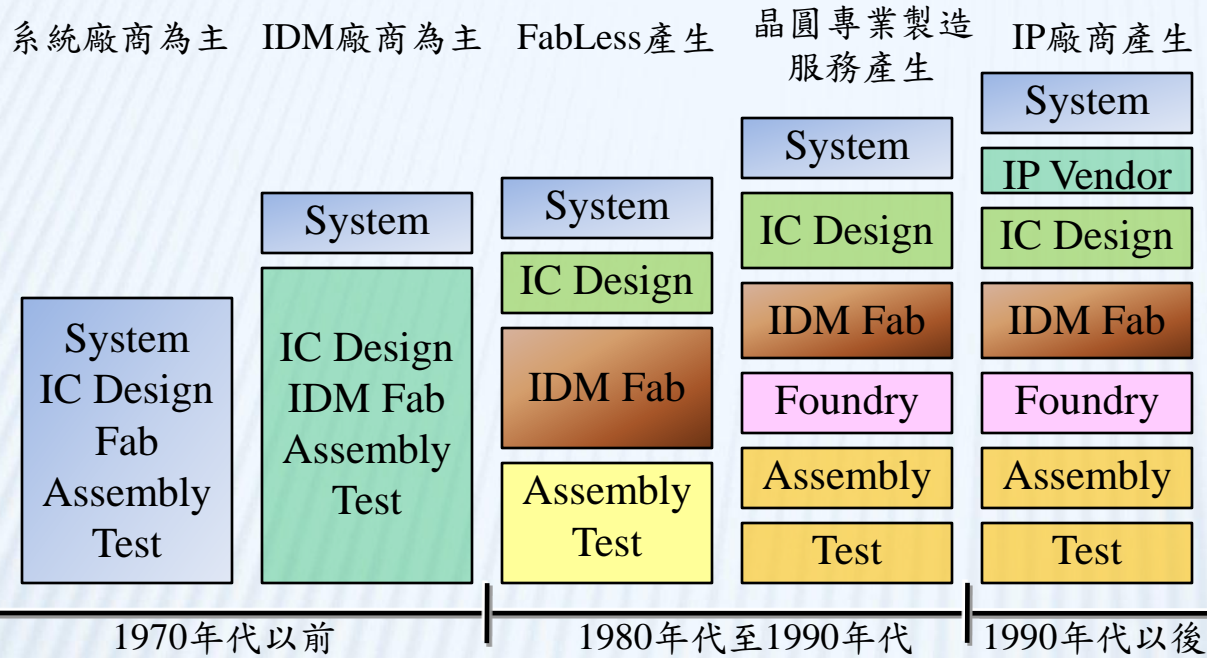 系統廠商為主
IDM廠商為主
FabLess產生
晶圓專業製造
服務產生
IP廠商產生
System
IC Design
Fab
Assembly
Test
System
IC Design
IDM Fab
Assembly
Test
System
IC Design
IDM Fab
Assembly
Test
System
IC Design
IDM Fab
Foundry
Assembly
Test
System
IP Vendor
IC Design
IDM Fab
Foundry
Assembly
Test
1970年代以前
1980年代至1990年代
1990年代以後